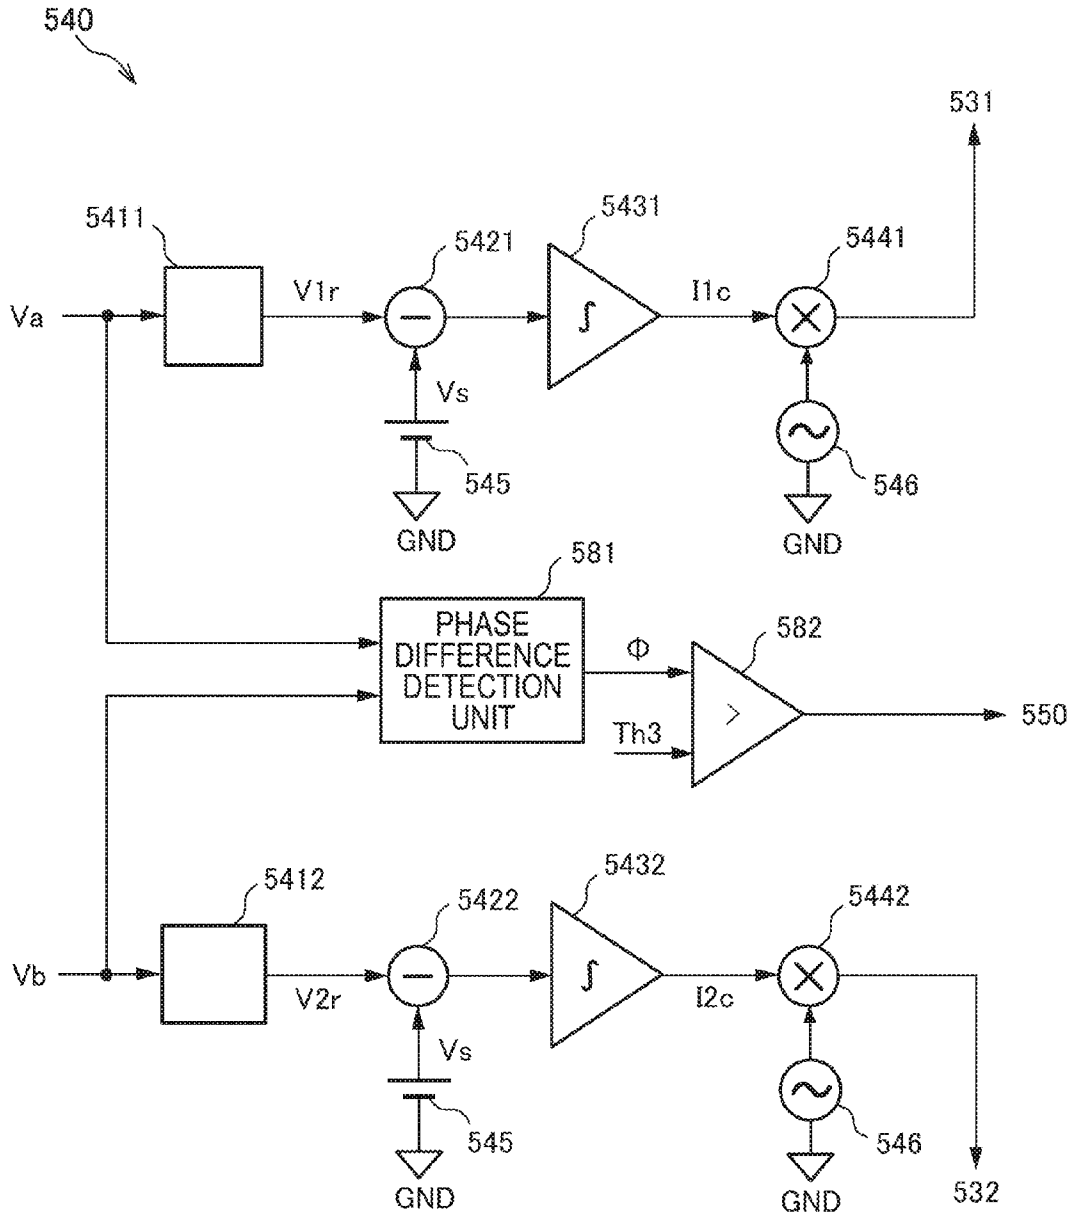 540
531
5411
5421
5431
5441
Va
V1r
I1c
Vs
545
546
GND
GND
581
PHASE
DIFFERENCE
DETECTION
UNIT
Φ
582
Th3
550
5412
5422
5432
5442
Vb
V2r
I2c
Vs
545
546
GND
GND
532